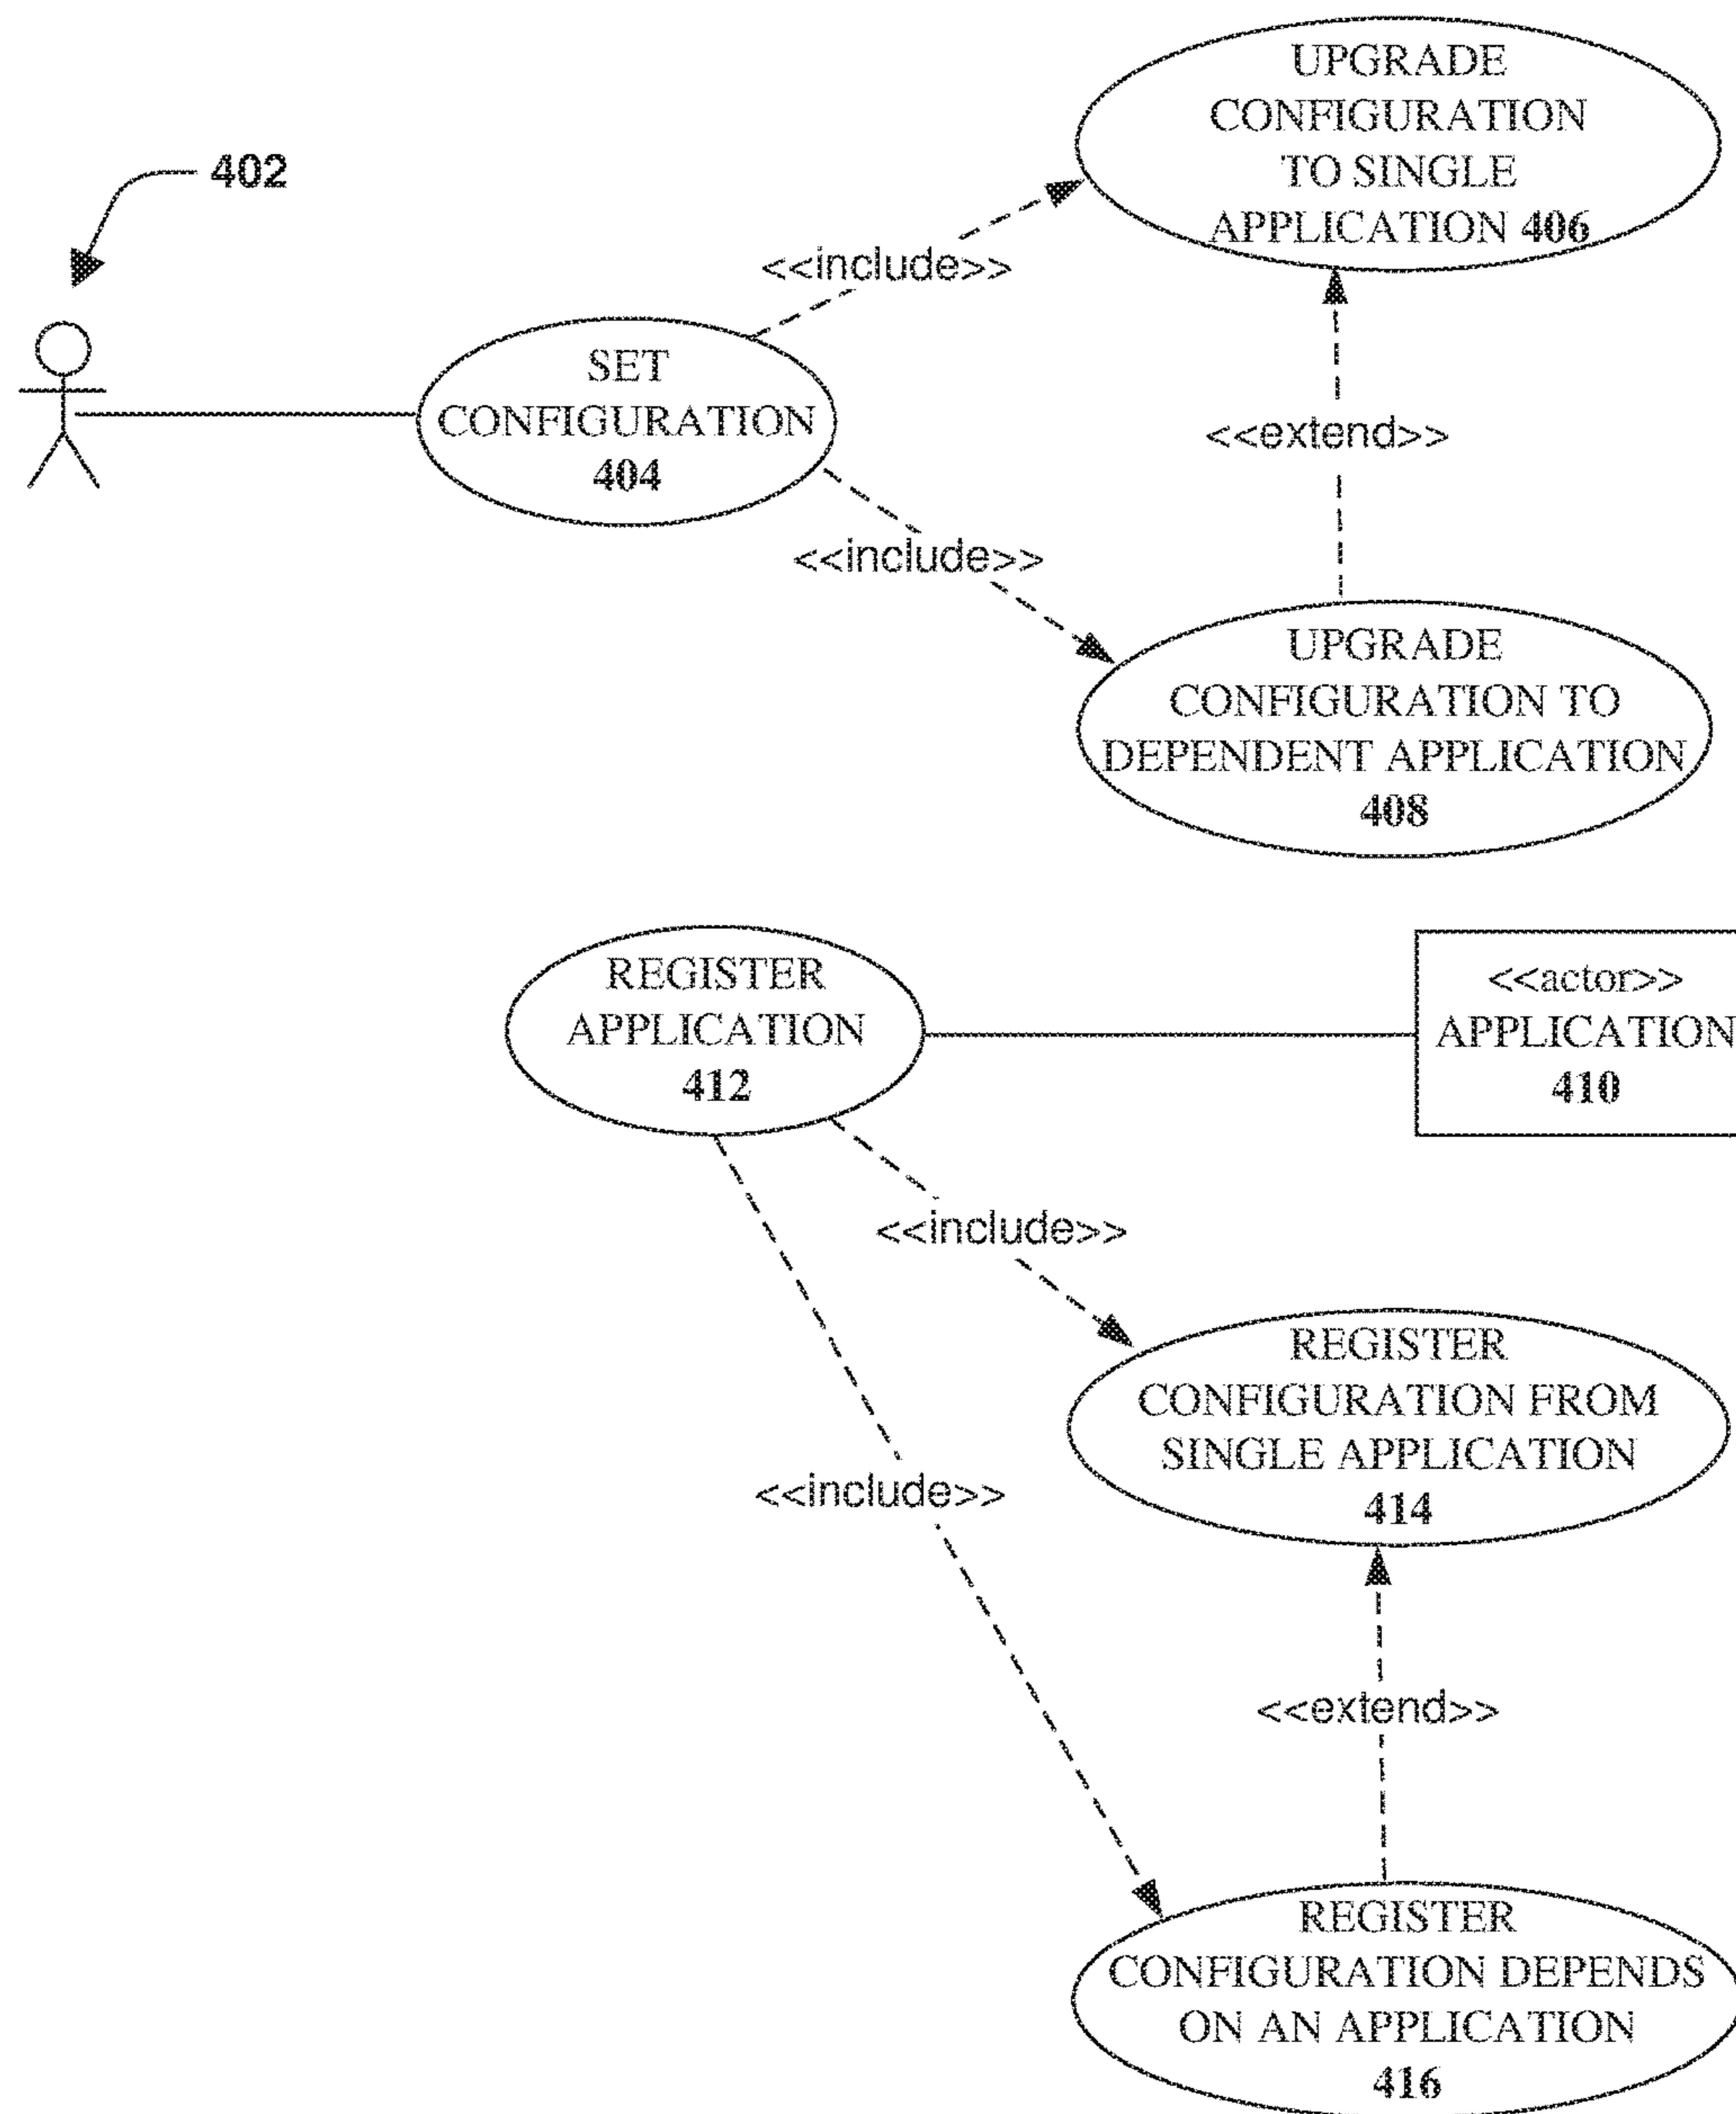 402
UPGRADE
CONFIGURATION
TO SINGLE
APPLICATION 406
<<include>>
SET
CONFIGURATION
404
<<extend>>
<<include>>
UPGRADE
CONFIGURATION TO
DEPENDENT APPLICATION
408
REGISTER
APPLICATION
412
<<actor>>
APPLICATION
410
<<include>>
REGISTER
CONFIGURATION FROM
SINGLE APPLICATION
414
<<include>>
<<extend>>
REGISTER
CONFIGURATION DEPENDS
ON AN APPLICATION
416